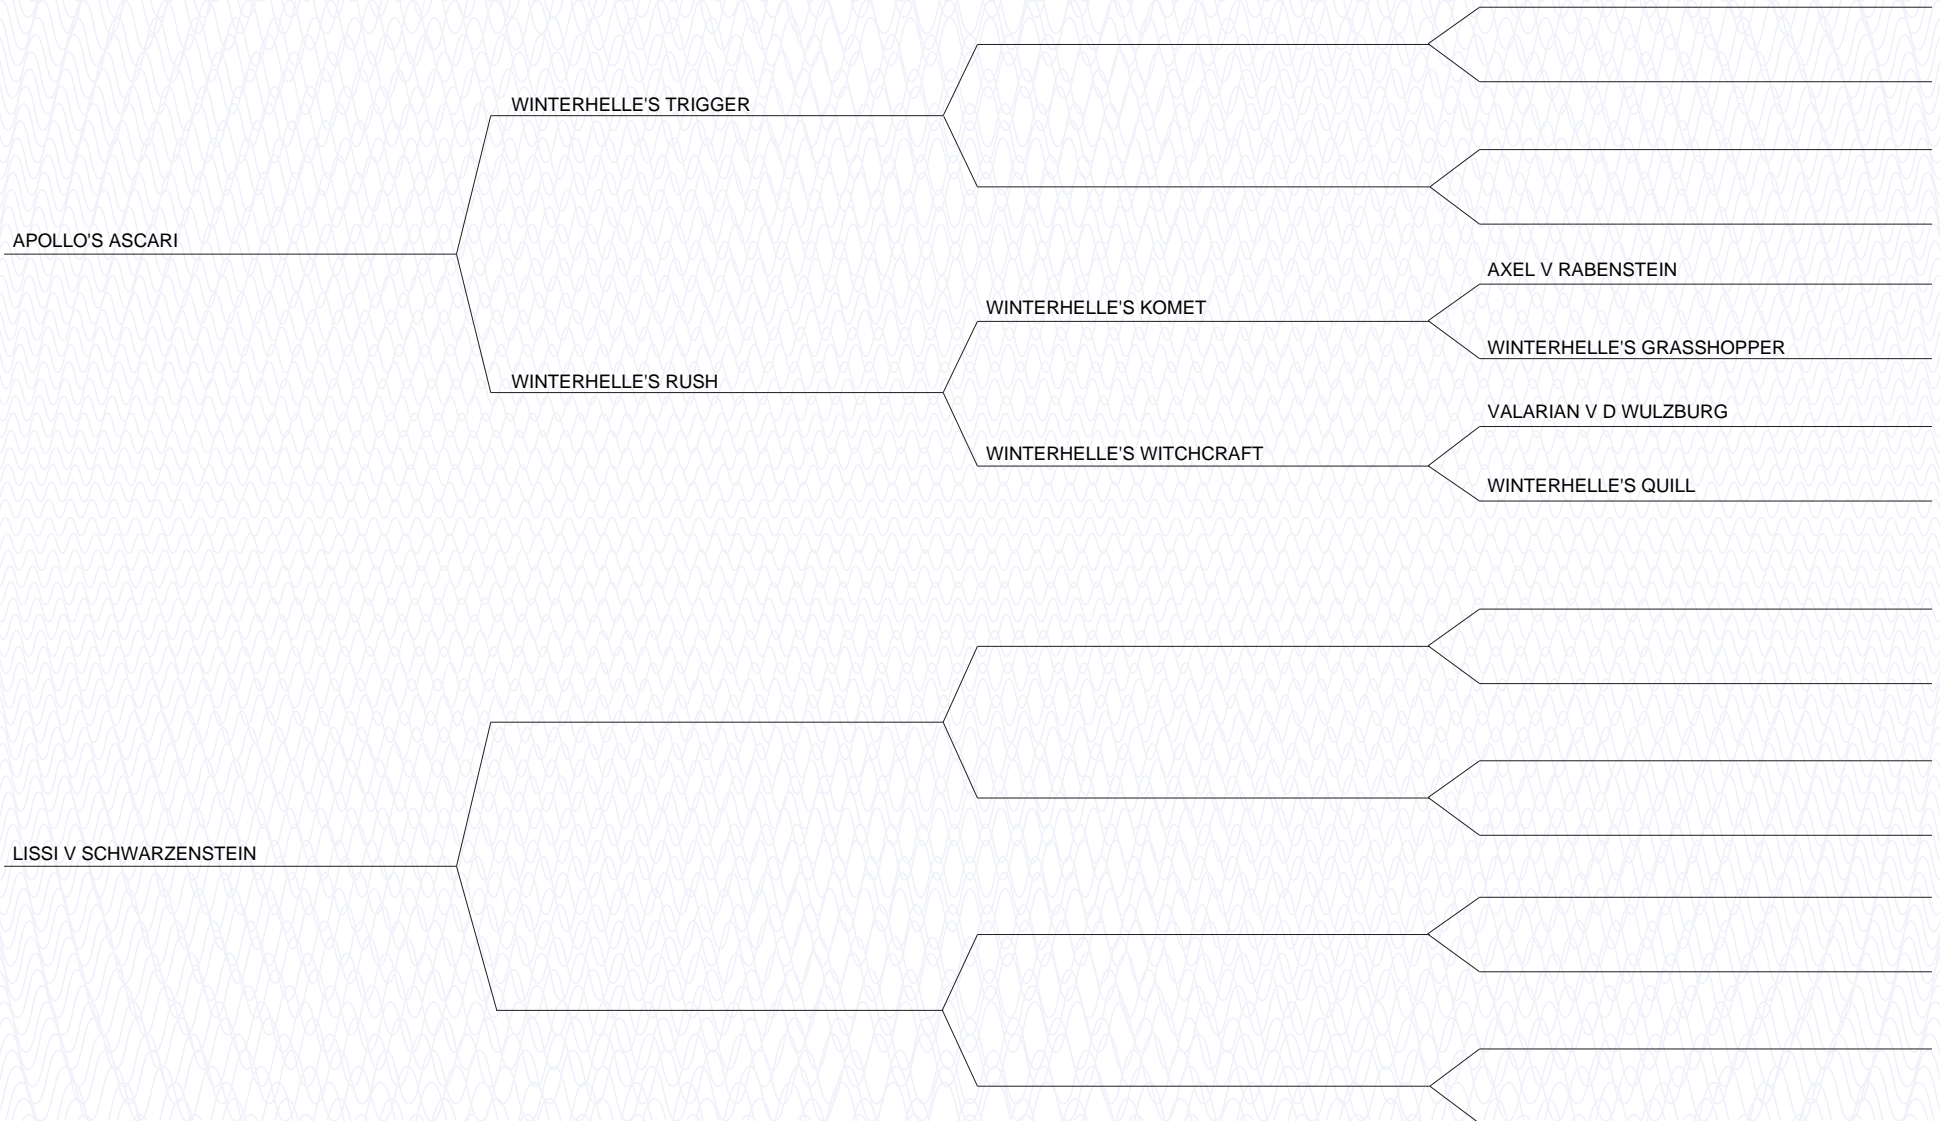 WINTERHELLE'S TRIGGER
APOLLO'S ASCARI
AXEL V RABENSTEIN
WINTERHELLE'S KOMET
WINTERHELLE'S GRASSHOPPER
WINTERHELLE'S RUSH
VALARIAN V D WULZBURG
WINTERHELLE'S WITCHCRAFT
WINTERHELLE'S QUILL
LISSI V SCHWARZENSTEIN